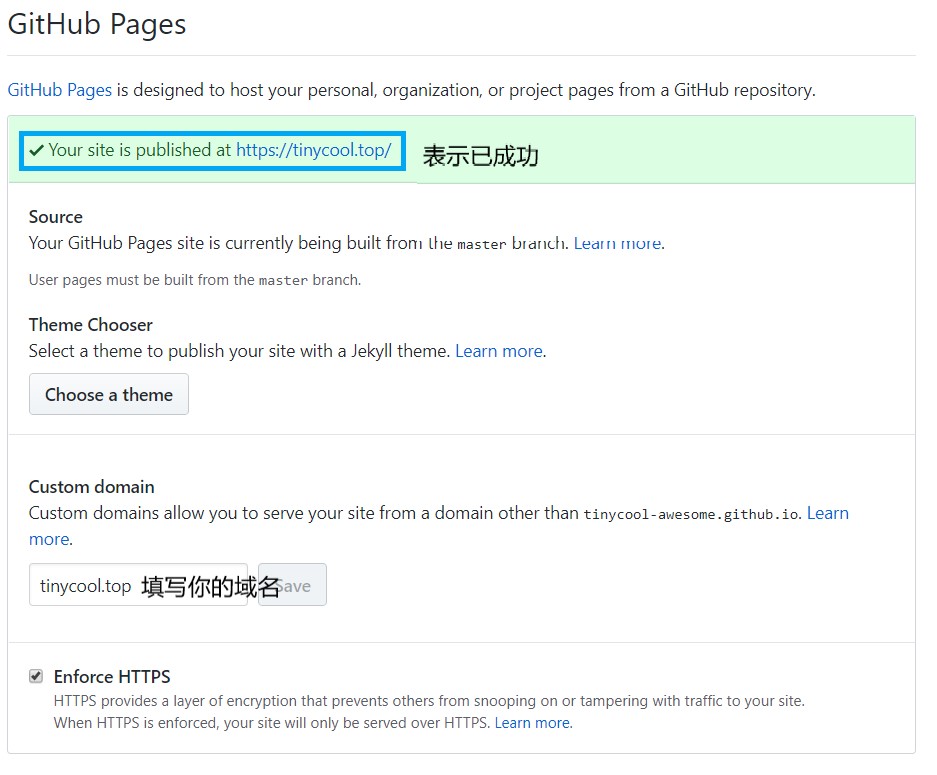 GitHub Pages
GitHub Pages is designed to host your personal, organization, or project pages from a GitHub repository.
✓ Your site is published at https://tinycool.top/ 表示已成功
Source
Your GitHub Pages site is currently being built from the master branch. Learn more.
User pages must be built from the master branch.
Theme Chooser
Select a theme to publish your site with a Jekyll theme. Learn more.
Choose a theme
Custom domain
Custom domains allow you to serve your site from a domain other than tinycool-awesome.github.io. Learn
more.
tinycool.top 填写你的域名 Save
Enforce HTTPS
HTTPS provides a layer of encryption that prevents others from snooping on or tampering with traffic to your site.
When HTTPS is enforced, your site will only be served over HTTPS. Learn more.